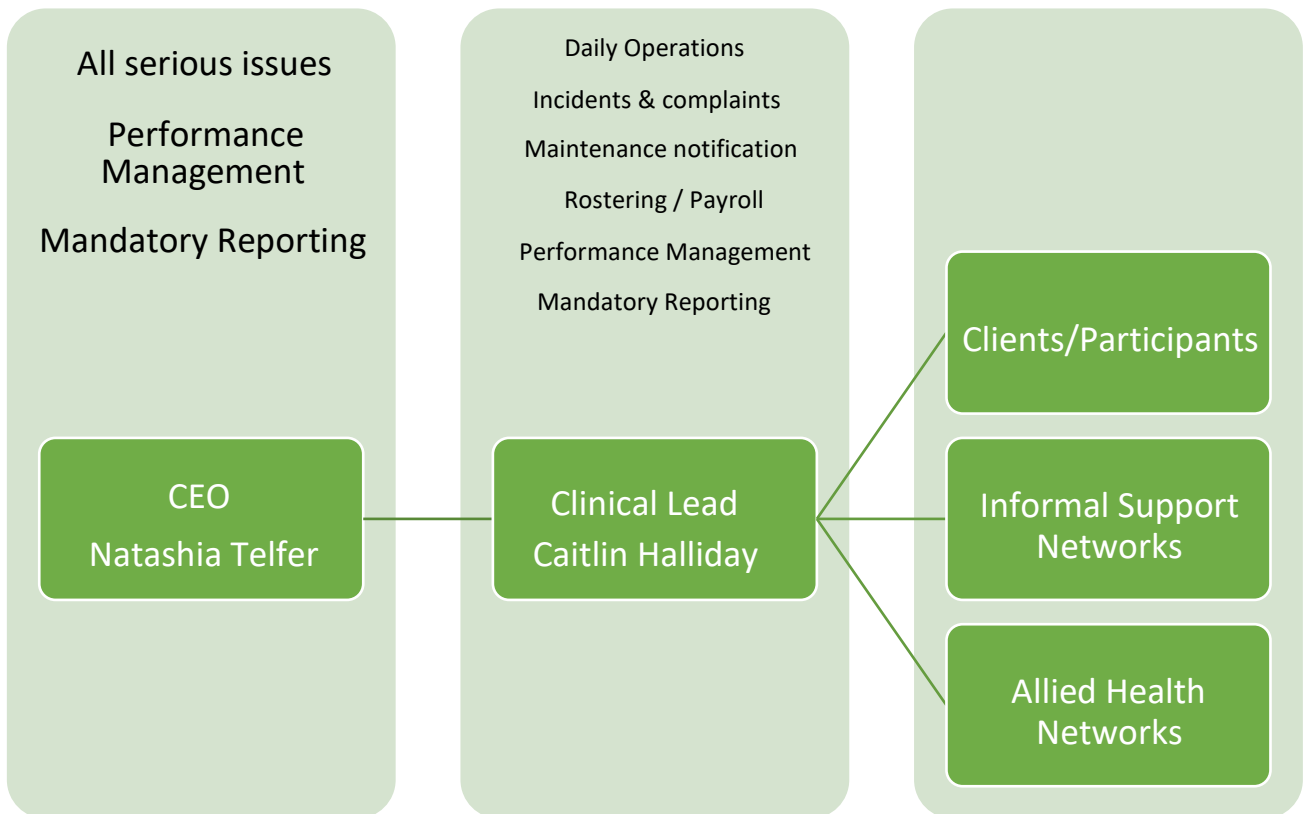 All serious issues
Performance
Management
Mandatory Reporting
CEO
Natashia Telfer
Daily Operations
Incidents & complaints
Maintenance notification
Rostering / Payroll
Performance Management
Mandatory Reporting
Clinical Lead
Caitlin Halliday
Clients/Participants
Informal Support
Networks
Allied Health
Networks